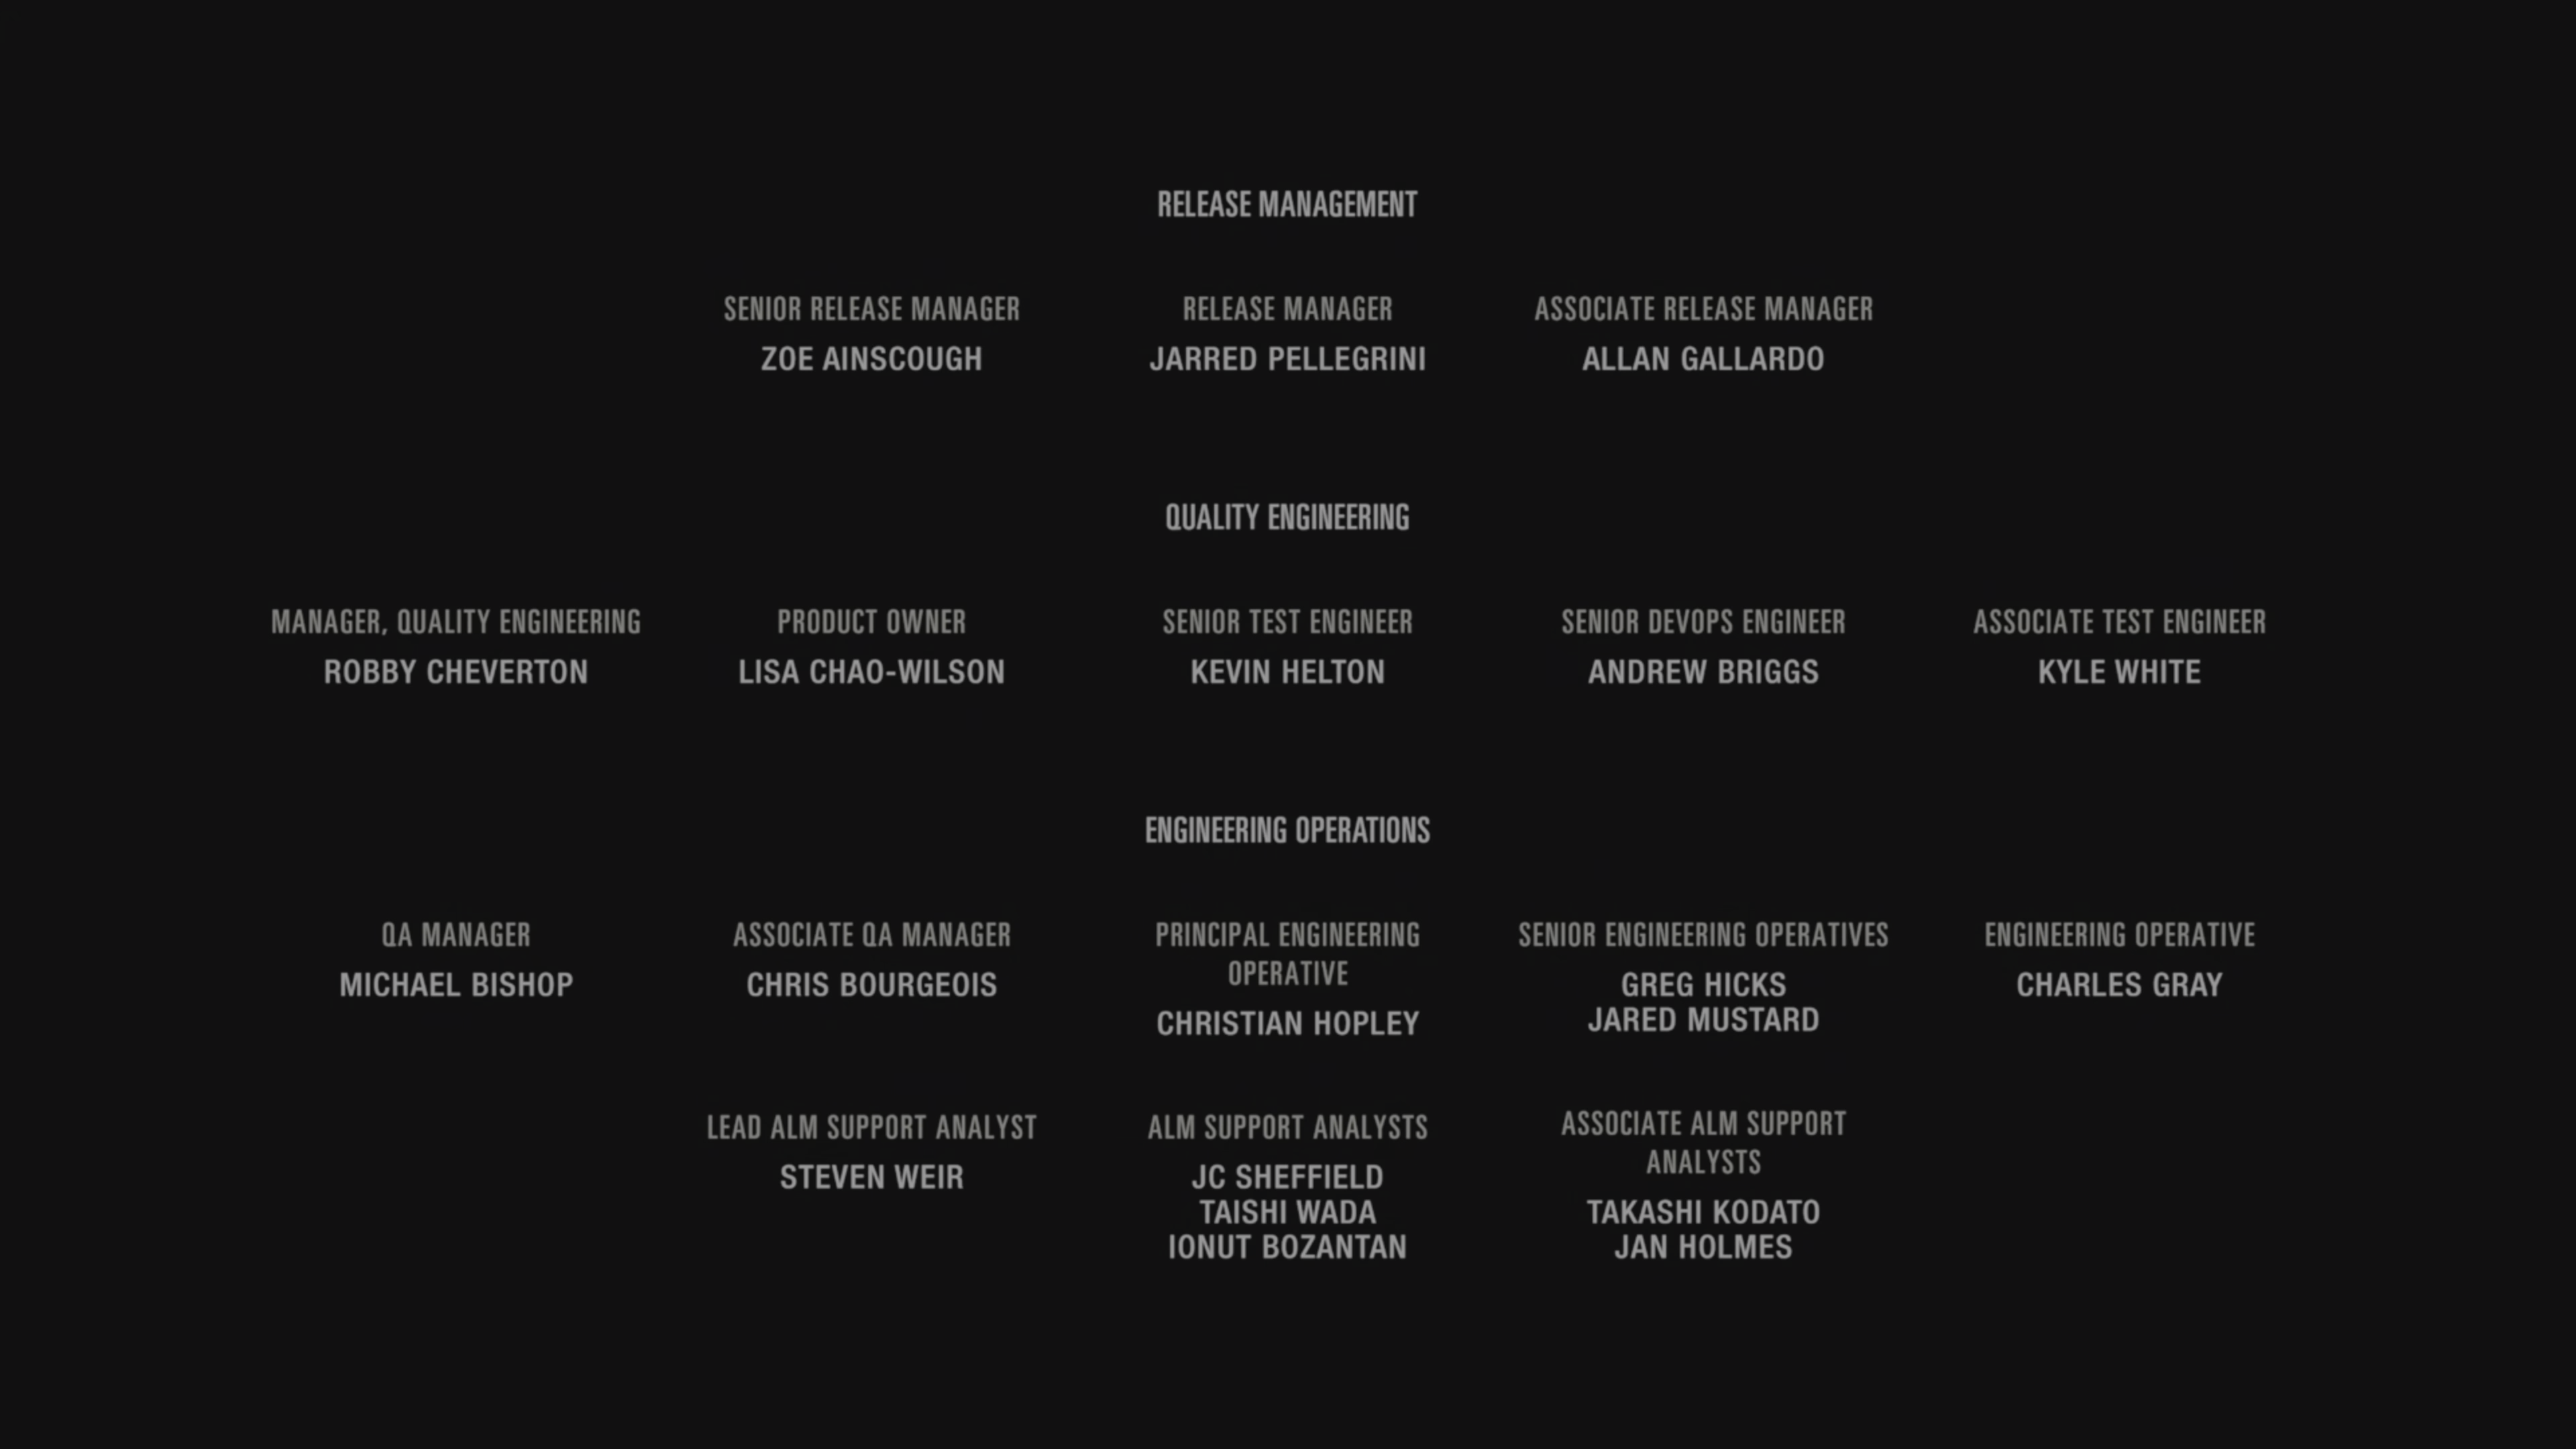 RELEASE MANAGEMENT
SENIOR RELEASE MANAGER
ZOE AINSCOUGH
RELEASE MANAGER
JARRED PELLEGRINI
ASSOCIATE RELEASE MANAGER
ALLAN GALLARDO
QUALITY ENGINEERING
MANAGER, QUALITY ENGINEERING
ROBBY CHEVERTON
PRODUCT OWNER
LISA CHAO-WILSON
SENIOR TEST ENGINEER
KEVIN HELTON
SENIOR DEVOPS ENGINEER
ANDREW BRIGGS
ASSOCIATE TEST ENGINEER
KYLE WHITE
ENGINEERING OPERATIONS
QA MANAGER
MICHAEL BISHOP
ASSOCIATE QA MANAGER
CHRIS BOURGEOIS
PRINCIPAL ENGINEERING
OPERATIVE
CHRISTIAN HOPLEY
SENIOR ENGINEERING OPERATIVES
GREG HICKS
JARED MUSTARD
ENGINEERING OPERATIVE
CHARLES GRAY
LEAD ALM SUPPORT ANALYST
STEVEN WEIR
ALM SUPPORT ANALYSTS
JC SHEFFIELD
TAISHI WADA
IONUT BOZANTAN
ASSOCIATE ALM SUPPORT
ANALYSTS
TAKASHI KODATO
JAN HOLMES